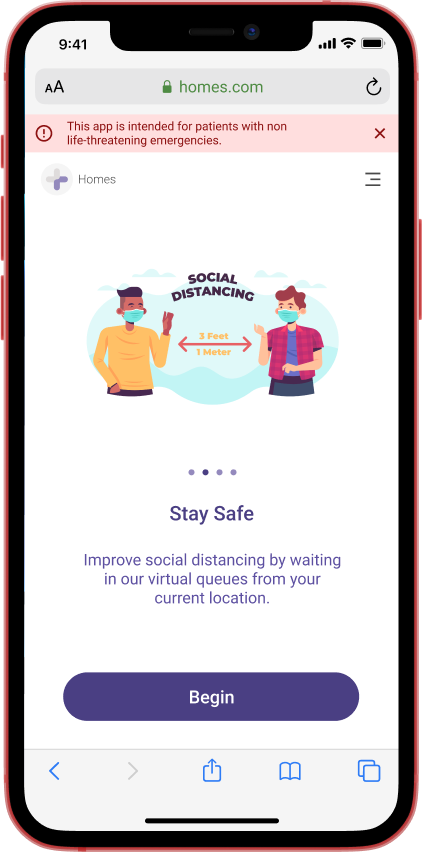 9:41
AA
homes.com
This app is intended for patients with non
life-threatening emergencies.
Homes
SOCIAL
DISTANCING
3 Feet
1 Meter
Stay Safe
Improve social distancing by waiting
in our virtual queues from your
current location.
Begin